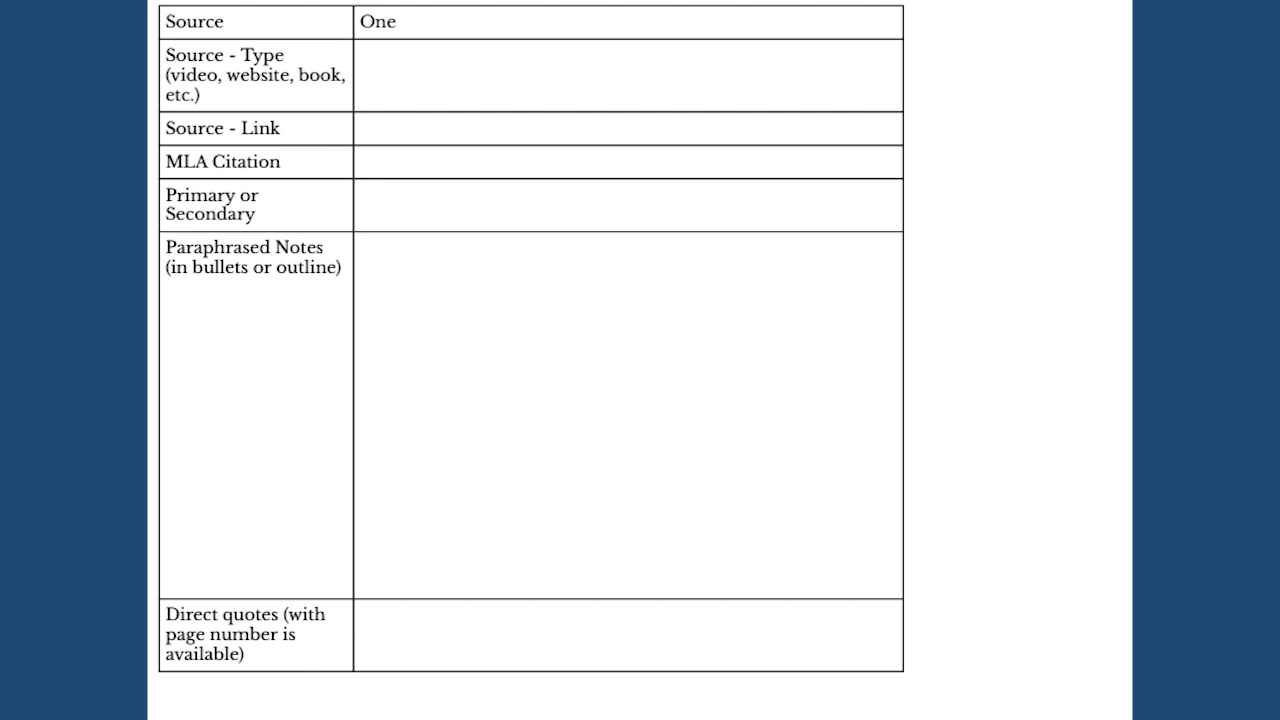 Source
One
Source - Type
(video, website, book,
etc.)
Source - Link
MLA Citation
Primary or
Secondary
Paraphrased Notes
(in bullets or outline)
Direct quotes (with
page number is
available)